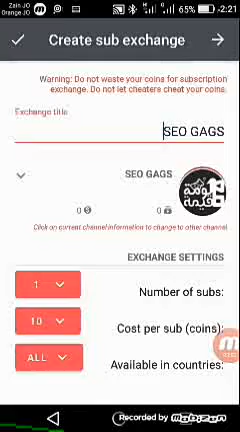 Zain JO
Orange JO
65%
2:21
Create sub exchange
Warning: Do not waste your coins for subscription
exchange. Do not let cheaters cheat your coins.
Exchange title
SEO GAGS
SEO GAGS
0
0
Click on current channel information to change to other channel
EXCHANGE SETTINGS
1
Number of subs:
10
Cost per sub (coins):
ALL
Available in countries:
Recorded by Mobizen